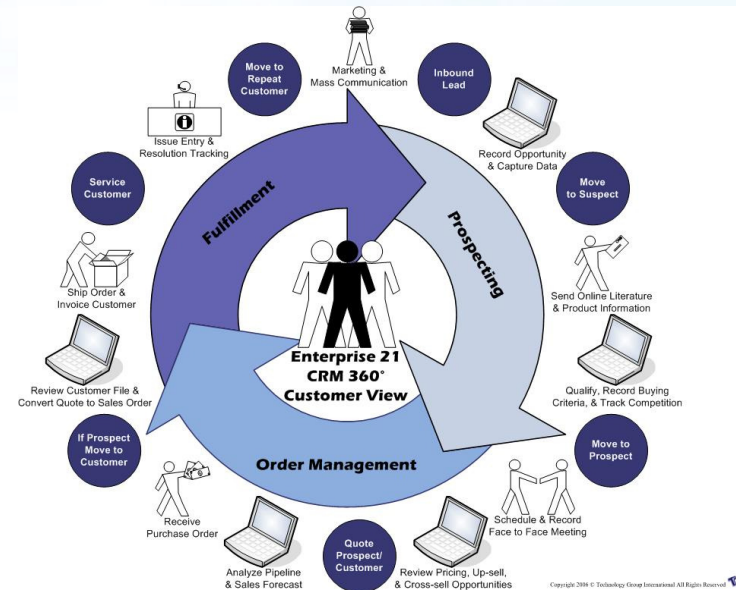 Marketing &
Mass Communication
Inbound
Lead
Record Opportunity
& Capture Data
Move
to Suspect
Send Online Literature
& Product Information
Qualify, Record Buying
Criteria, & Track Competition
Move to
Prospect
Schedule & Record
Face to Face Meeting
Review Pricing, Up-sell,
& Cross-sell Opportunities
Quote
Prospect/
Customer
Analyze Pipeline
& Sales Forecast
Receive
Purchase Order
If Prospect
Move to
Customer
Review Customer File &
Convert Quote to Sales Order
Ship Order &
Invoice Customer
Service
Customer
Issue Entry &
Resolution Tracking
Move to
Repeat
Customer
Fulfillment
Prospecting
Order Management
Enterprise 21
CRM 360°
Customer View
Copyright 2006 © Technology Group International All Rights Reserved